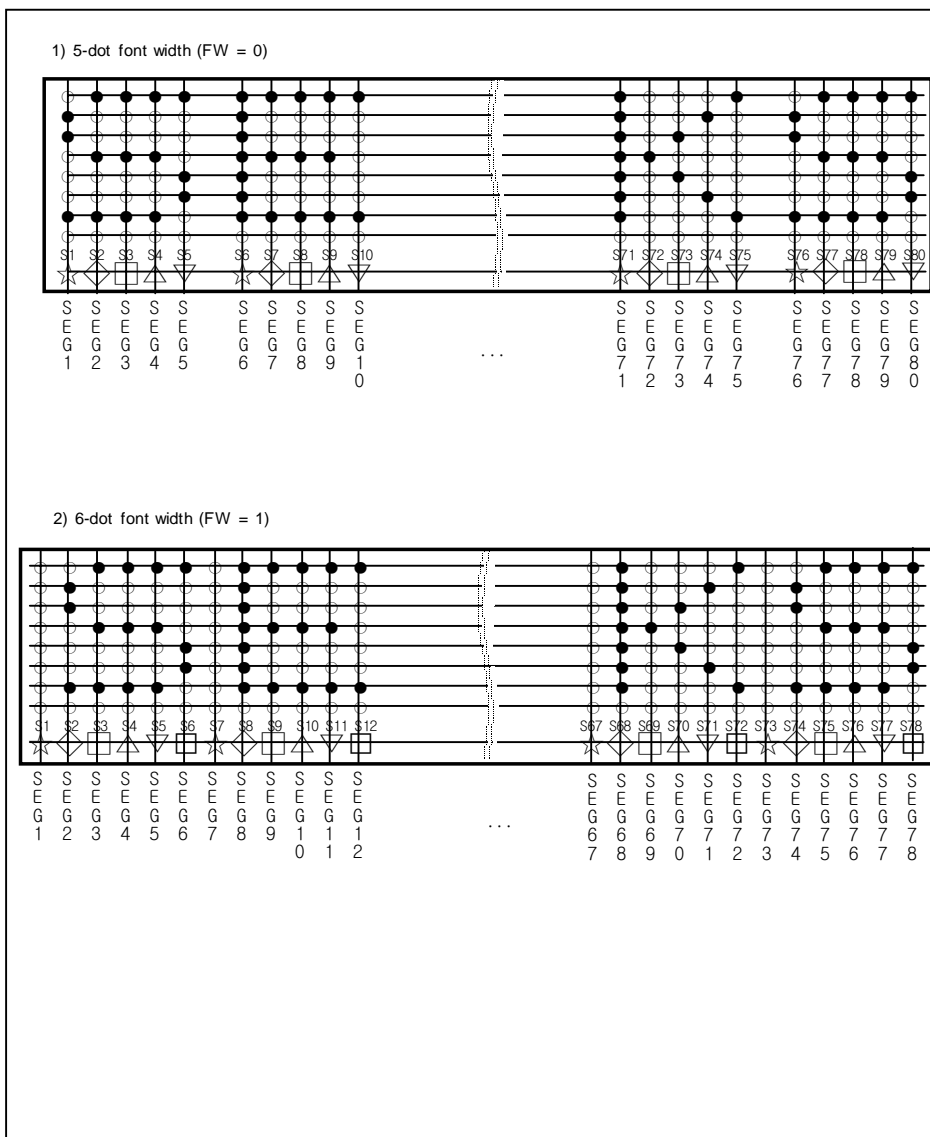 1) 5-dot font width (FW = 0)
S1 S2 S3 S4 S5 S6 S7 S8 S9 S10 S71 S72 S73 S74 S75 S76 S77 S78 S79 S80
SEG1 SEG2 SEG3 SEG4 SEG5 SEG6 SEG7 SEG8 SEG9 SEG10 ... SEG71 SEG72 SEG73 SEG74 SEG75 SEG76 SEG77 SEG78 SEG79 SEG80
2) 6-dot font width (FW = 1)
S1 S2 S3 S4 S5 S6 S7 S8 S9 S10 S11 S12 S67 S68 S69 S70 S71 S72 S73 S74 S75 S76 S77 S78
SEG1 SEG2 SEG3 SEG4 SEG5 SEG6 SEG7 SEG8 SEG9 SEG10 SEG11 SEG12 ... SEG67 SEG68 SEG69 SEG70 SEG71 SEG72 SEG73 SEG74 SEG75 SEG76 SEG77 SEG78